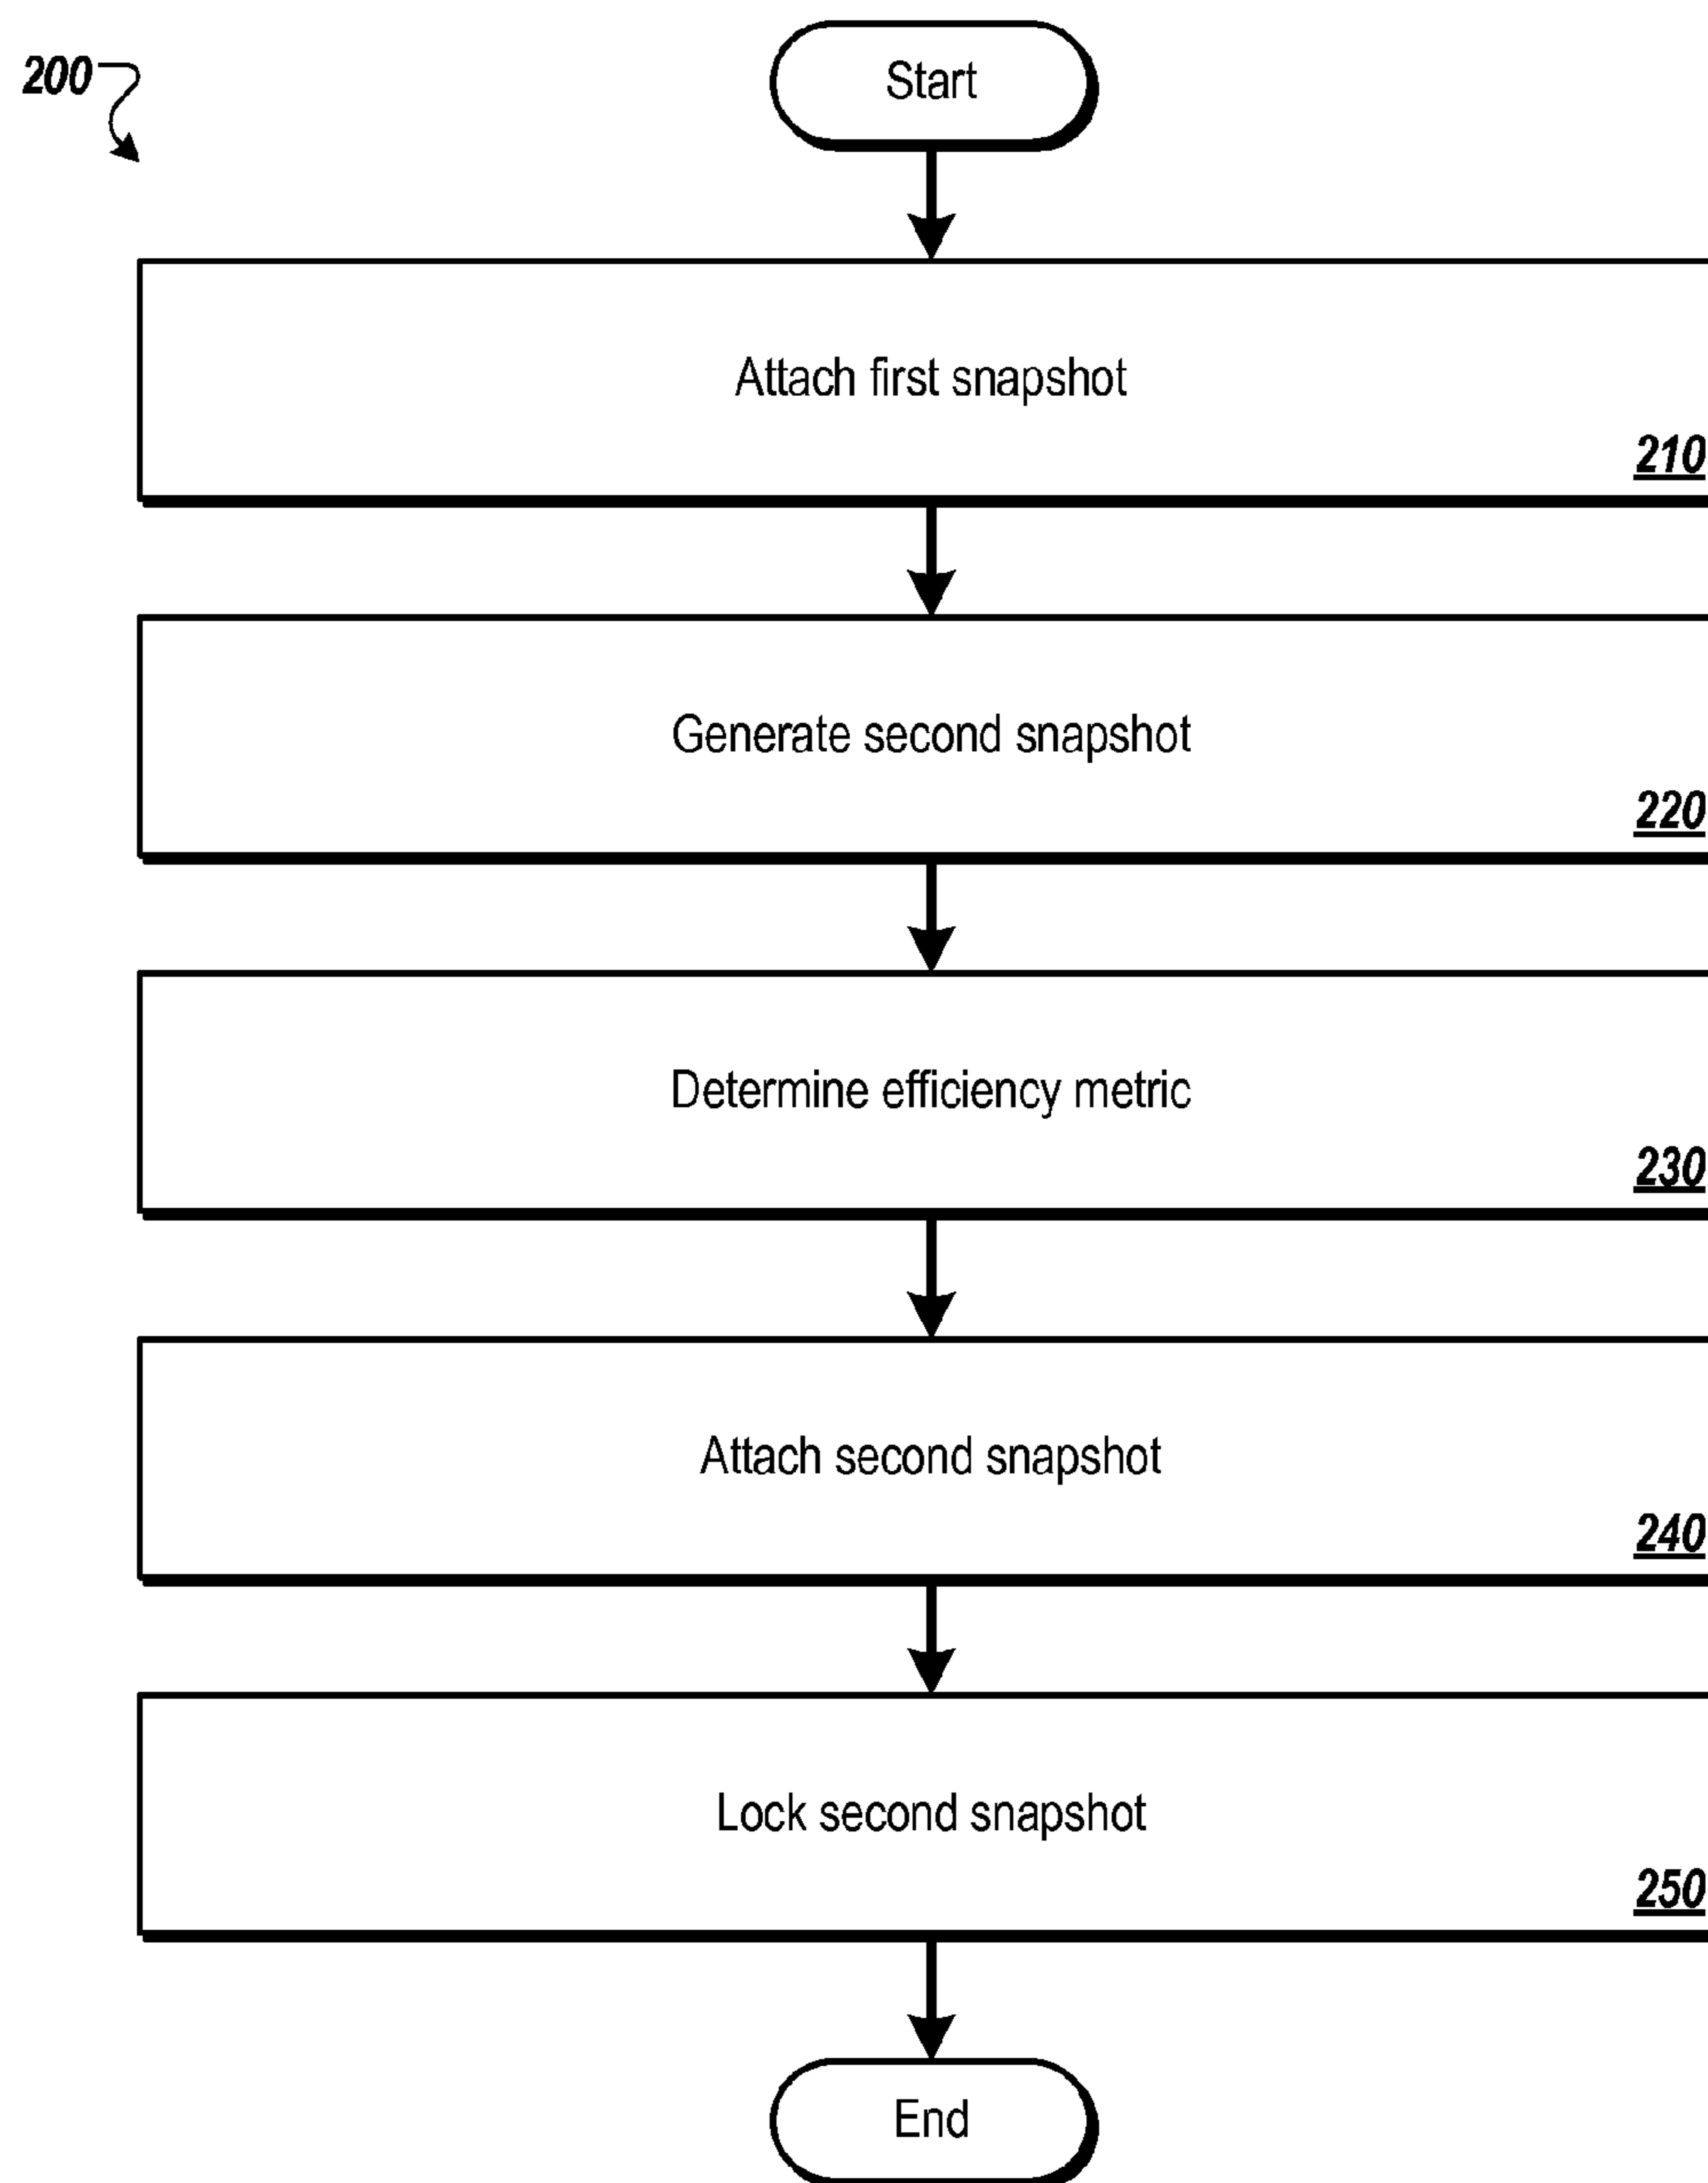 200
Start
Attach first snapshot
210
Generate second snapshot
220
Determine efficiency metric
230
Attach second snapshot
240
Lock second snapshot
250
End